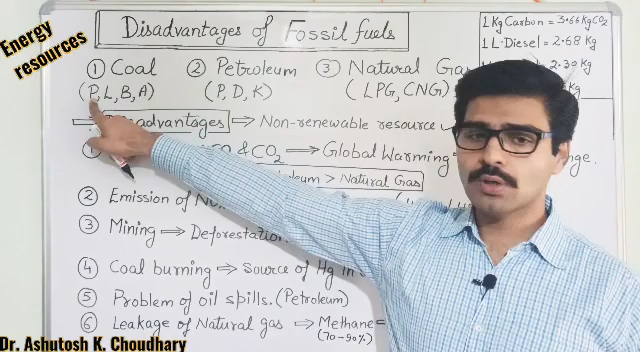 Energy
resources
Disadvantages of Fossil fuels
1 Kg Carbon = 3.66 Kg CO2
1 L Diesel = 2.68 Kg
= 2.39 Kg
Kg
① Coal ② Petroleum ③ Natural Gas
(P, L, B, A) (P, D, K) (LPG, CNG)
⇒ Disadvantages → Non-renewable resource
CO & CO2 ⇒ Global Warming
> Natural Gas
② Emission of
③ Mining ⇒ Deforestation
④ Coal burning ⇒ Source of Hg in
⑤ Problem of oil spills. (Petroleum)
⑥ Leakage of Natural gas ⇒ Methane =
(70-90%)
Dr. Ashutosh K. Choudhary